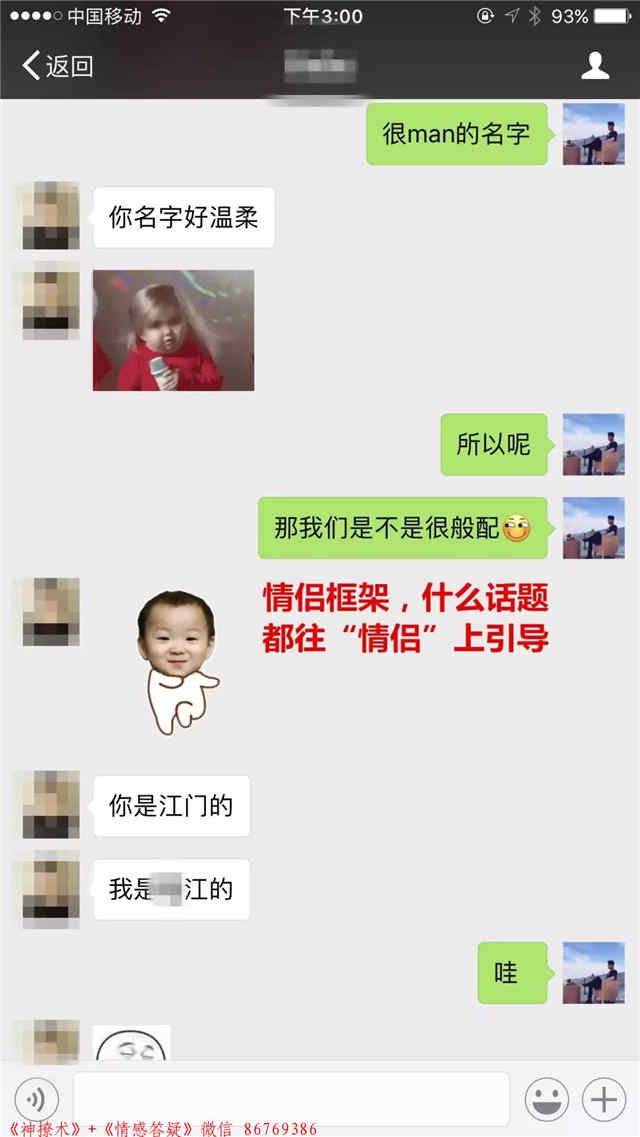 中国移动 下午3:00 93%
返回
很man的名字
你名字好温柔
所以呢
那我们是不是很般配
情侣框架，什么话题
都往“情侣”上引导
你是江门的
我是 江的
哇
《神撩术》+《情感答疑》微信 86769386